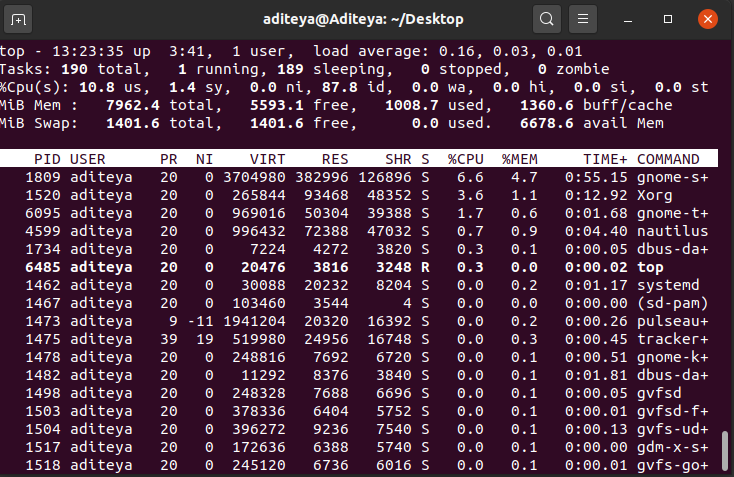 aditeya@Aditeya: ~/Desktop
top - 13:23:35 up  3:41,  1 user,  load average: 0.16, 0.03, 0.01
Tasks: 190 total,   1 running, 189 sleeping,   0 stopped,   0 zombie
%Cpu(s): 10.8 us,  1.4 sy,  0.0 ni, 87.8 id,  0.0 wa,  0.0 hi,  0.0 si,  0.0 st
MiB Mem :   7962.4 total,   5593.1 free,   1008.7 used,   1360.6 buff/cache
MiB Swap:   1401.6 total,   1401.6 free,      0.0 used.   6678.6 avail Mem
PID USER      PR  NI    VIRT    RES    SHR S  %CPU  %MEM     TIME+ COMMAND
1809 aditeya   20   0 3704980 382996 126896 S   6.6   4.7   0:55.15 gnome-s+
1520 aditeya   20   0  265844  93468  48352 S   3.6   1.1   0:12.92 Xorg
6095 aditeya   20   0  969016  50304  39388 S   1.7   0.6   0:01.68 gnome-t+
4599 aditeya   20   0  996432  72388  47032 S   0.7   0.9   0:04.40 nautilus
1734 aditeya   20   0    7224   4272   3820 S   0.3   0.1   0:00.05 dbus-da+
6485 aditeya   20   0   20476   3816   3248 R   0.3   0.0   0:00.02 top
1462 aditeya   20   0   30088  20232   8204 S   0.0   0.2   0:01.17 systemd
1467 aditeya   20   0  103460   3544      4 S   0.0   0.0   0:00.00 (sd-pam)
1473 aditeya    9 -11 1941204  20320  16392 S   0.0   0.2   0:00.26 pulseau+
1475 aditeya   39  19  519980  24956  16748 S   0.0   0.3   0:00.45 tracker+
1478 aditeya   20   0  248816   7692   6720 S   0.0   0.1   0:00.51 gnome-k+
1482 aditeya   20   0   11292   8376   3840 S   0.0   0.1   0:01.81 dbus-da+
1498 aditeya   20   0  248328   7688   6696 S   0.0   0.1   0:00.05 gvfsd
1503 aditeya   20   0  378336   6404   5752 S   0.0   0.1   0:00.01 gvfsd-f+
1504 aditeya   20   0  396272   9236   7540 S   0.0   0.1   0:00.13 gvfs-ud+
1517 aditeya   20   0  172636   6388   5740 S   0.0   0.1   0:00.00 gdm-x-s+
1518 aditeya   20   0  245120   6736   6016 S   0.0   0.1   0:00.01 gvfs-go+